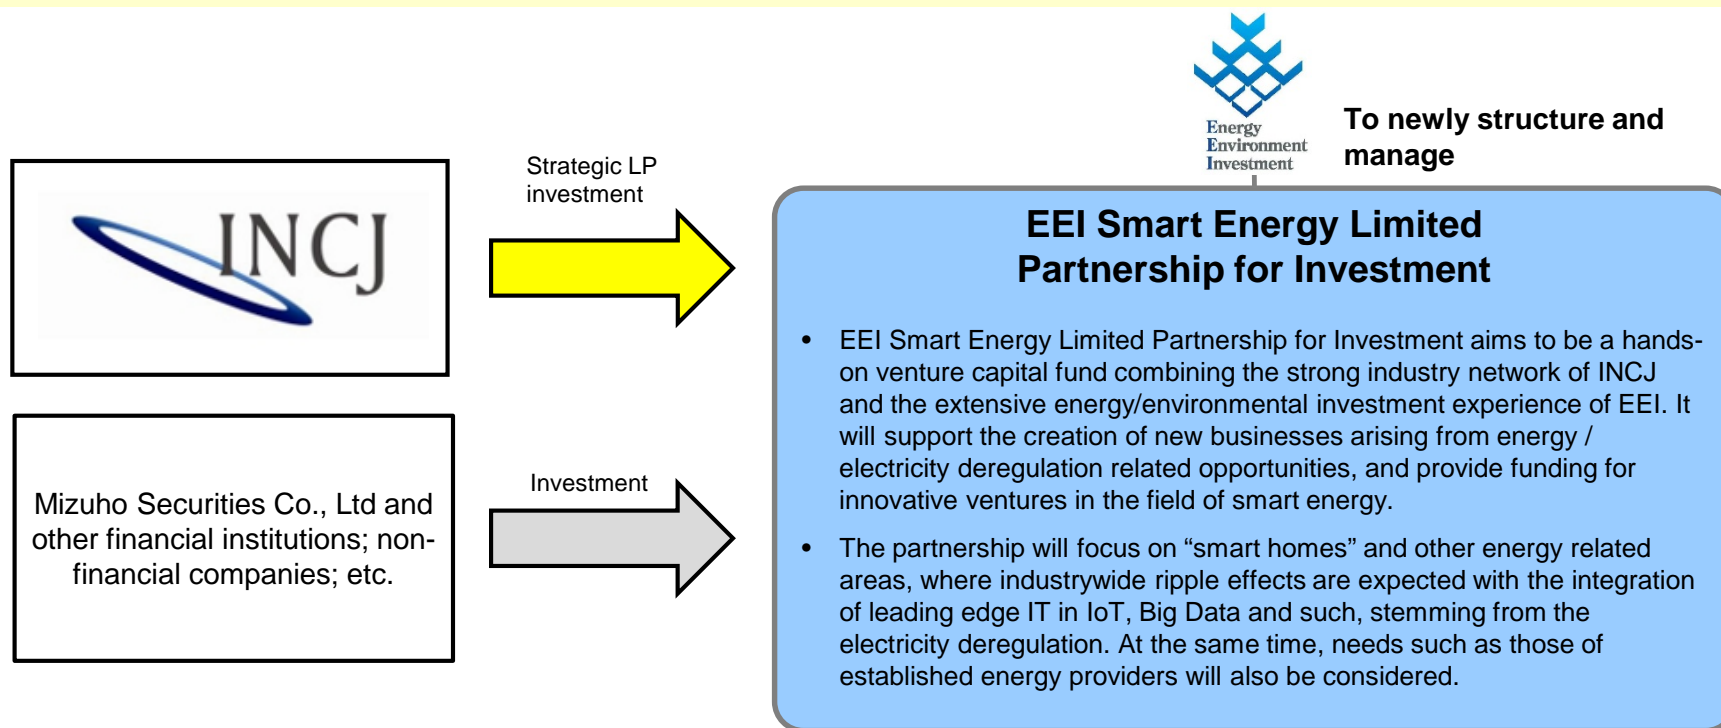 Energy
Environment
Investment
To newly structure and
manage
INCJ
Strategic LP
investment
Mizuho Securities Co., Ltd and
other financial institutions; non-
financial companies; etc.
Investment
EEI Smart Energy Limited
Partnership for Investment
• EEI Smart Energy Limited Partnership for Investment aims to be a hands-
on venture capital fund combining the strong industry network of INCJ
and the extensive energy/environmental investment experience of EEI. It
will support the creation of new businesses arising from energy /
electricity deregulation related opportunities, and provide funding for
innovative ventures in the field of smart energy.
• The partnership will focus on “smart homes” and other energy related
areas, where industrywide ripple effects are expected with the integration
of leading edge IT in IoT, Big Data and such, stemming from the
electricity deregulation. At the same time, needs such as those of
established energy providers will also be considered.